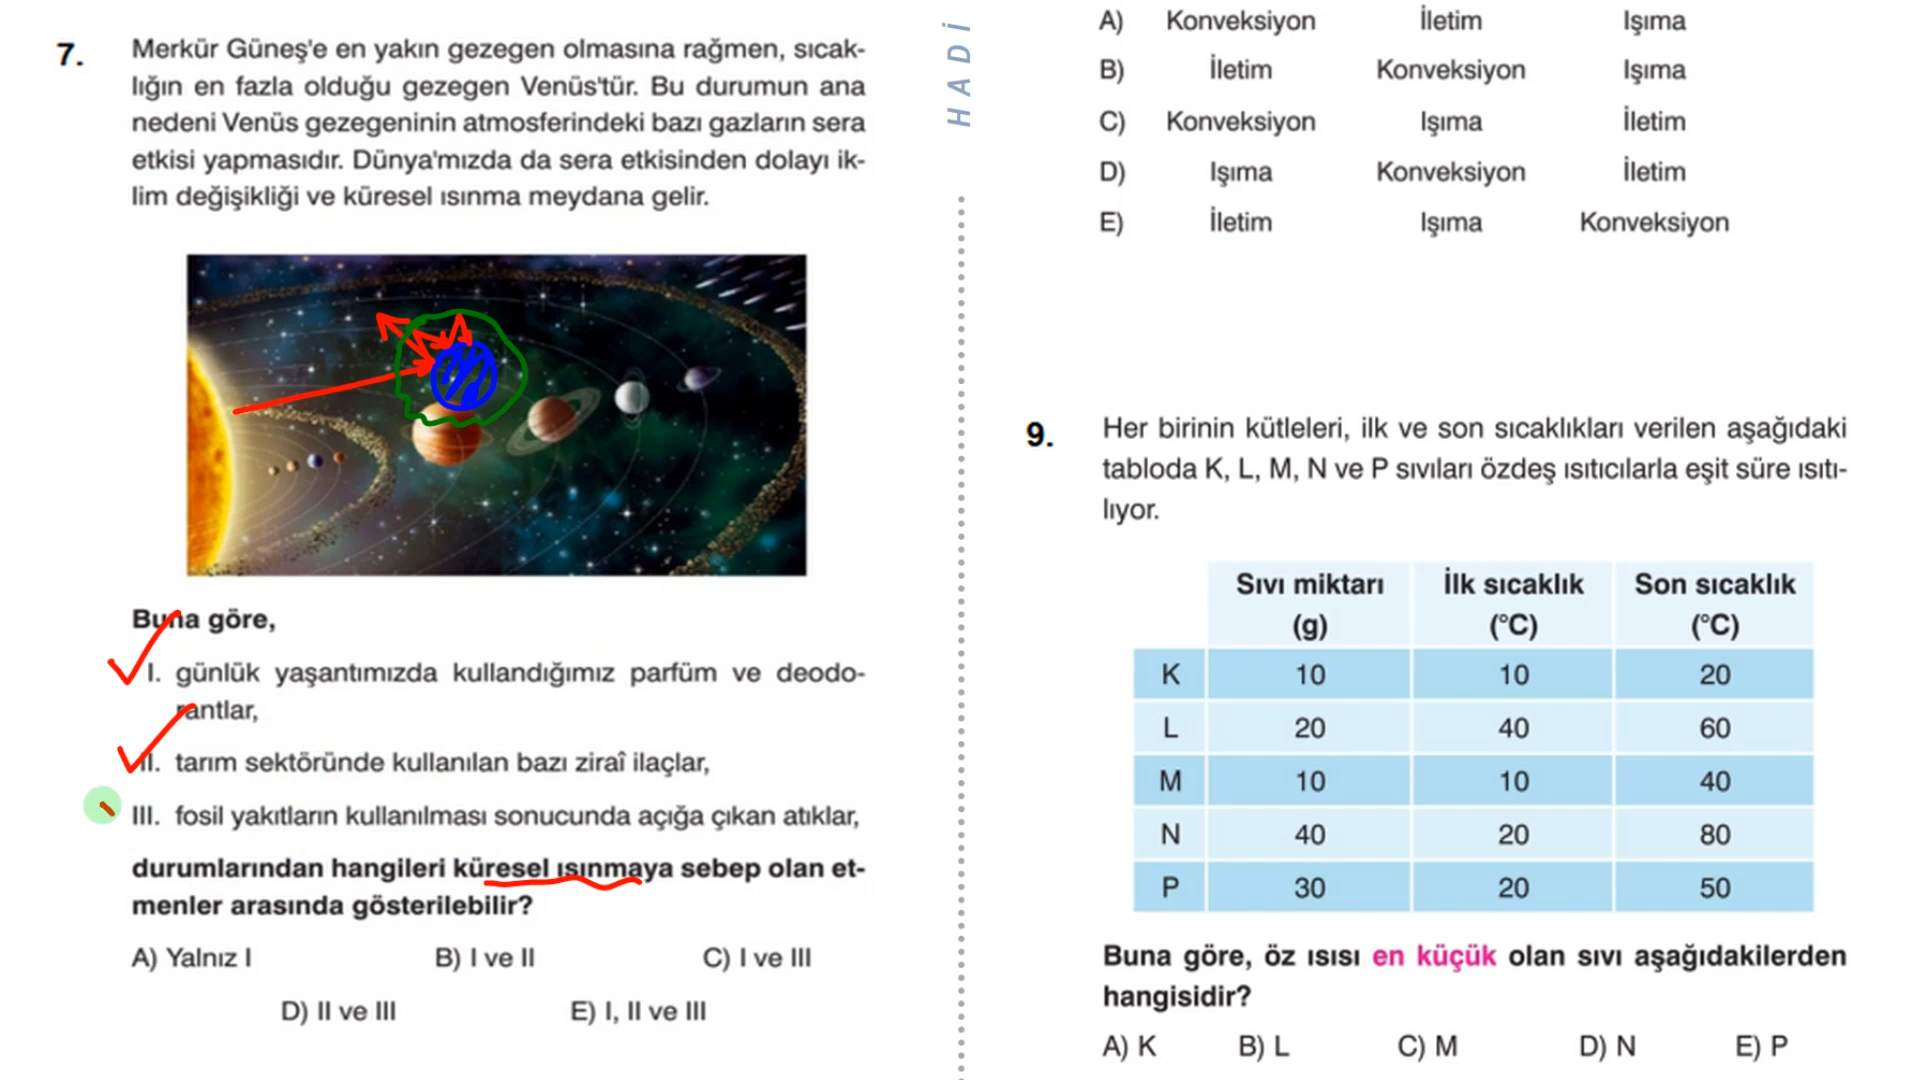 7.
Merkür Güneş'e en yakın gezegen olmasına rağmen, sıcak-
lığın en fazla olduğu gezegen Venüs'tür. Bu durumun ana
nedeni Venüs gezegeninin atmosferindeki bazı gazların sera
etkisi yapmasıdır. Dünya'mızda da sera etkisinden dolayı ik-
lim değişikliği ve küresel ısınma meydana gelir.
Buna göre,
I. günlük yaşantımızda kullandığımız parfüm ve deodo-
rantlar,
II. tarım sektöründe kullanılan bazı ziraî ilaçlar,
III. fosil yakıtların kullanılması sonucunda açığa çıkan atıklar,
durumlarından hangileri küresel ısınmaya sebep olan et-
menler arasında gösterilebilir?
A) Yalnız I B) I ve II C) I ve III
D) II ve III E) I, II ve III
HADİ
A) Konveksiyon İletim Işıma
B) İletim Konveksiyon Işıma
C) Konveksiyon Işıma İletim
D) Işıma Konveksiyon İletim
E) İletim Işıma Konveksiyon
9.
Her birinin kütleleri, ilk ve son sıcaklıkları verilen aşağıdaki
tabloda K, L, M, N ve P sıvıları özdeş ısıtıcılarla eşit süre ısıtı-
lıyor.
Sıvı miktarı İlk sıcaklık Son sıcaklık
(g) (°C) (°C)
K 10 10 20
L 20 40 60
M 10 10 40
N 40 20 80
P 30 20 50
Buna göre, öz ısısı en küçük olan sıvı aşağıdakilerden
hangisidir?
A) K B) L C) M D) N E) P